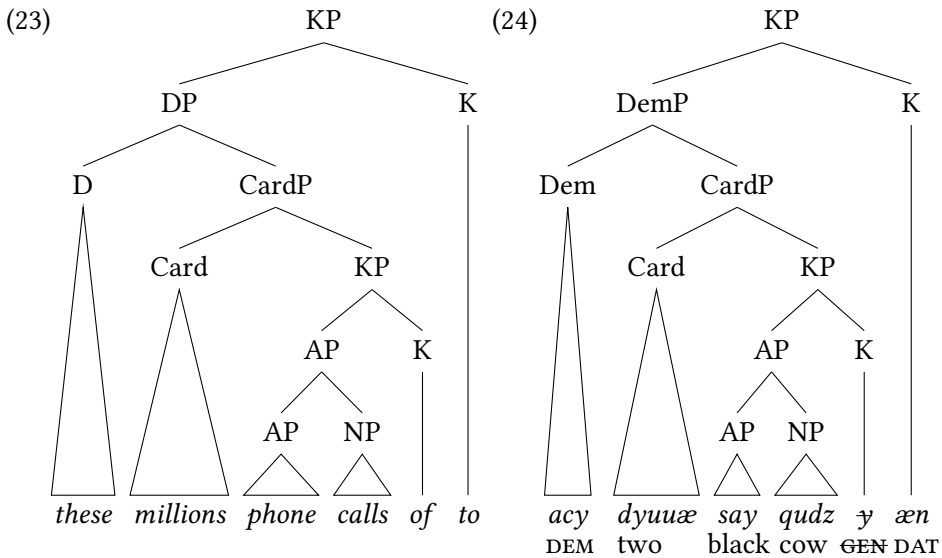 (23) KP (24) KP
DP K DemP K
D CardP Dem CardP
Card KP Card KP
AP K AP K
AP NP AP NP
these millions phone calls of to acy dyuuæ say qudz y æn
DEM two black cow GEN DAT